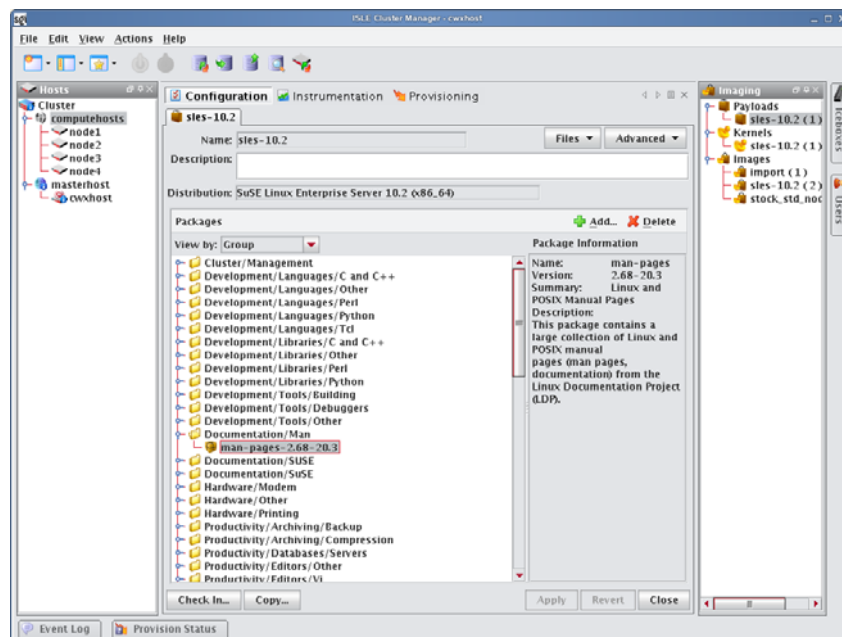 ISLE Cluster Manager - cwxhost
File Edit View Actions Help
Hosts
Cluster
computehosts
node1
node2
node3
node4
masterhost
cwxhost
Configuration Instrumentation Provisioning
sles-10.2
Name: sles-10.2
Files Advanced
Description:
Distribution: SuSE Linux Enterprise Server 10.2 (x86_64)
Packages
Add... Delete
View by: Group
Cluster/Management
Development/Languages/C and C++
Development/Languages/Other
Development/Languages/Perl
Development/Languages/Python
Development/Languages/Tcl
Development/Libraries/C and C++
Development/Libraries/Other
Development/Libraries/Perl
Development/Libraries/Python
Development/Tools/Building
Development/Tools/Debuggers
Development/Tools/Other
Documentation/Man
man-pages-2.68-20.3
Documentation/SUSE
Documentation/SuSE
Hardware/Modem
Hardware/Other
Hardware/Printing
Productivity/Archiving/Backup
Productivity/Archiving/Compression
Productivity/Databases/Servers
Productivity/Editors/Other
Productivity/Editors/Vi
Package Information
Name: man-pages
Version: 2.68-20.3
Summary: Linux and
POSIX Manual Pages
Description:
This package contains a
large collection of Linux and
POSIX manual
pages (man pages,
documentation) from the
Linux Documentation Project
(LDP).
Check In... Copy...
Apply Revert Close
Imaging
Payloads
sles-10.2 (1)
Kernels
sles-10.2 (1)
Images
import (1)
sles-10.2 (2)
stock_std_noc
Iceboxes
Users
Event Log Provision Status